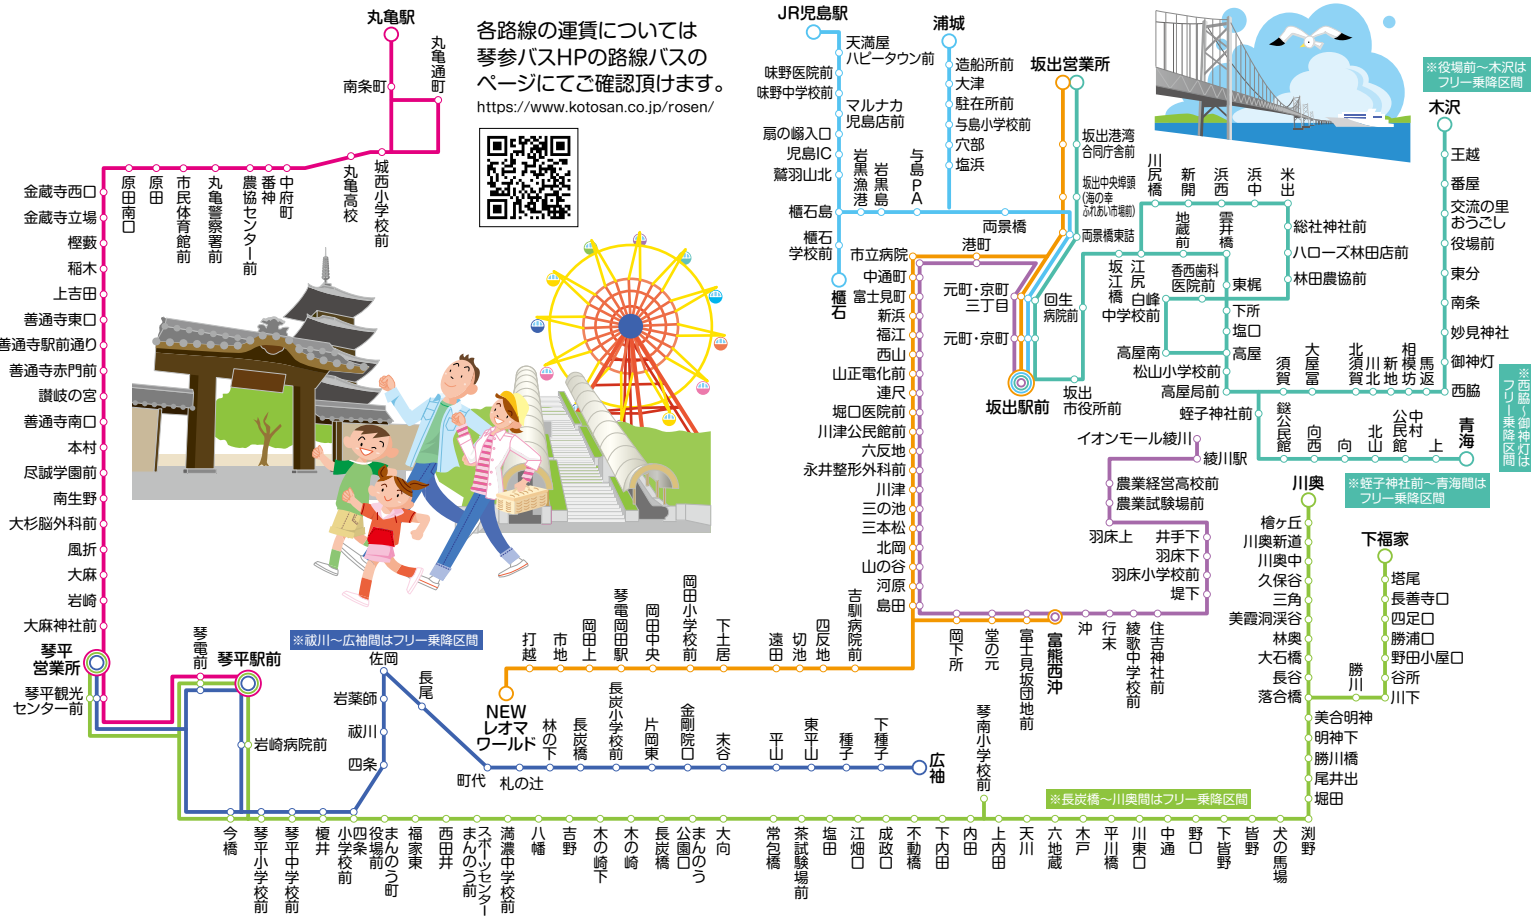 各路線の運賃については
琴参バスHPの路線バスの
ページにてご確認頂けます。
https://www.kotosan.co.jp/rosen/
丸亀駅
南条町
丸亀通町
城西小学校前
丸亀高校
中府町
番神
農協センター前
丸亀警察署前
市民体育館前
原田
原田南口
金蔵寺西口
金蔵寺立場
樫藪
稲木
上吉田
善通寺東口
善通寺駅前通り
善通寺赤門前
讃岐の宮
善通寺南口
本村
尽誠学園前
南生野
大杉脳外科前
風折
大麻
岩崎
大麻神社前
琴平
営業所
琴平観光
センター前
琴電前
琴平駅前
岩崎病院前
※祓川～広袖間はフリー乗降区間
佐岡
岩薬師
祓川
四条
長尾
町代
札の辻
林の下
長炭橋
長炭小学校前
片岡東
金剛院口
末谷
平山
東平山
種子
下種子
広袖
NEW
レオマ
ワールド
打越
市地
岡田上
琴電岡田駅
岡田中央
岡田小学校前
下土居
遠田
切池
四反地
吉馴病院前
JR児島駅
天満屋
ハピータウン前
味野医院前
味野中学校前
マルナカ
児島店前
扇の嵶入口
児島IC
鷲羽山北
櫃石島
櫃石
学校前
櫃石
岩黒漁港
岩黒島
与島PA
浦城
造船所前
大津
駐在所前
与島小学校前
穴部
塩浜
両景橋
坂出営業所
坂出港湾
合同庁舎前
坂出中央埠頭
(海の幸
ふれあい市場前)
両景橋東詰
港町
市立病院
中通町
富士見町
新浜
福江
西山
山正電化前
連尺
堀口医院前
川津公民館前
六反地
永井整形外科前
川津
三の池
三本松
北岡
山の谷
河原
島田
元町・京町
三丁目
元町・京町
回生
病院前
坂出駅前
坂出
市役所前
岡下所
堂の元
富士見坂団地前
富熊西沖
沖
行末
綾歌中学校前
住吉神社前
堤下
羽床小学校前
羽床下
井手下
羽床上
農業試験場前
農業経営高校前
綾川駅
イオンモール綾川
坂江橋
江尻
川尻橋
新開
浜西
浜中
米出
総社神社前
ハローズ林田店前
林田農協前
地蔵前
雲井橋
東梶
香西歯科
医院前
白峰
中学校前
下所
塩口
高屋南
高屋
松山小学校前
高屋局前
須賀
大屋冨
北須賀
川北
新地
相模坊
馬返
西脇
御神灯
妙見神社
南条
東分
役場前
交流の里
おうごし
番屋
王越
木沢
※役場前～木沢は
フリー乗降区間
※西脇～御神灯は
フリー乗降区間
蛭子神社前
向西
向
北山
中村
公民館
上
青海
※蛭子神社前～青海間は
フリー乗降区間
川奥
檜ヶ丘
川奥新道
川奥中
久保谷
三角
美霞洞渓谷
林奥
大石橋
長谷
落合橋
美合明神
明神下
勝川橋
尾井出
堀田
渕野
下福家
塔尾
長善寺口
四足口
勝浦口
野田小屋口
谷所
川下
勝川
※長炭橋～川奥間はフリー乗降区間
今橋
琴平小学校前
琴平中学校前
榎井
四条
小学校前
まんのう町
役場前
福家東
西田井
スポーツセンター
まんのう前
満濃中学校前
八幡
吉野
木の崎下
木の崎
長炭橋
まんのう
公園口
大向
常包橋
茶試験場前
塩田
江畑口
成政口
不動橋
下内田
内田
琴南小学校前
上内田
天川
六地蔵
木戸
平川橋
川東口
中通
野口
下皆野
皆野
犬の馬場